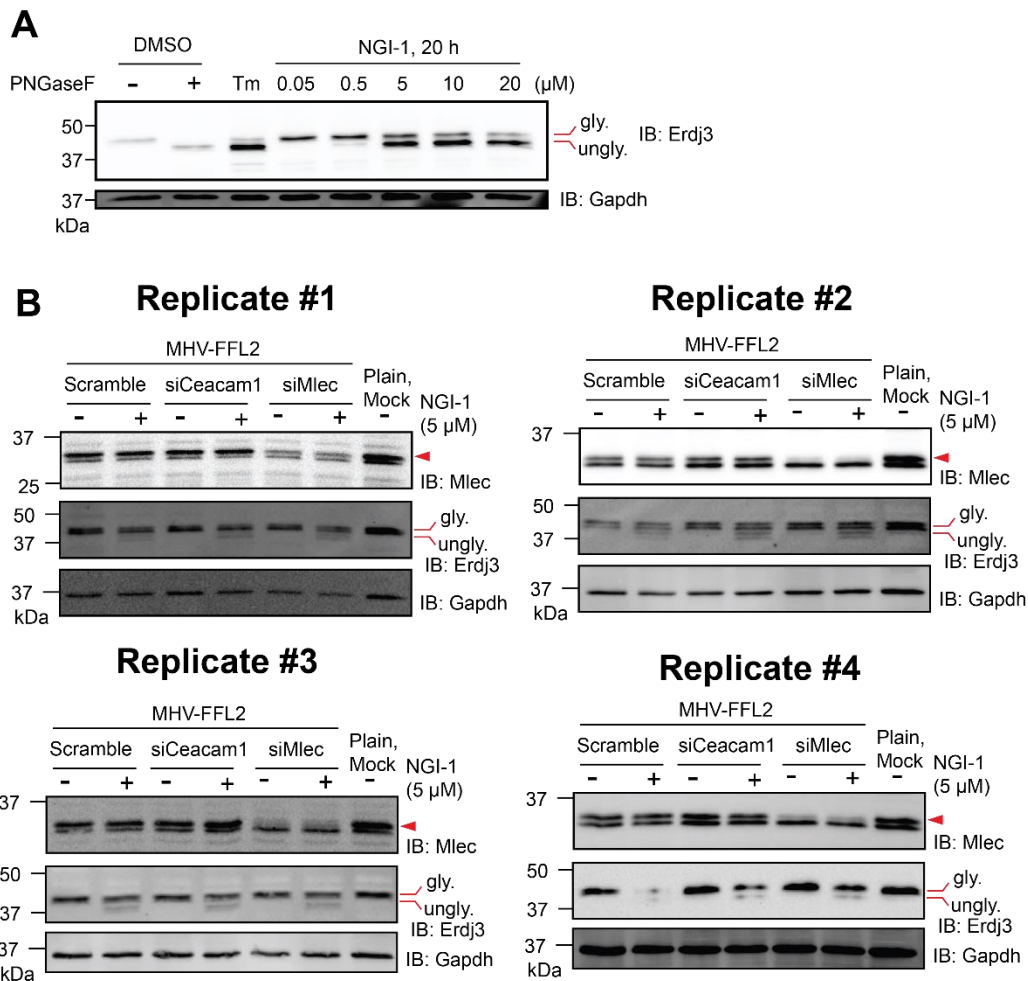 A
DMSO NGI-1, 20 h
PNGaseF - + Tm 0.05 0.5 5 10 20 (µM)
50
gly. IB: Erdj3
ungly.
37
37 IB: Gapdh
kDa
B
Replicate #1
MHV-FFL2
Scramble siCeacam1 siMlec Plain, Mock
- + - + - + - NGI-1 (5 µM)
37
25 IB: Mlec
50 gly.
37 ungly.
IB: Erdj3
37 IB: Gapdh
kDa
Replicate #2
MHV-FFL2
Scramble siCeacam1 siMlec Plain, Mock
- + - + - + - NGI-1 (5 µM)
37
IB: Mlec
50 gly.
37 ungly.
IB: Erdj3
37 IB: Gapdh
kDa
Replicate #3
MHV-FFL2
Scramble siCeacam1 siMlec Plain, Mock
- + - + - + - NGI-1 (5 µM)
37
IB: Mlec
50 gly.
37 ungly.
IB: Erdj3
37 IB: Gapdh
kDa
Replicate #4
MHV-FFL2
Scramble siCeacam1 siMlec Plain, Mock
- + - + - + - NGI-1 (5 µM)
37
IB: Mlec
50 gly.
37 ungly.
IB: Erdj3
37 IB: Gapdh
kDa